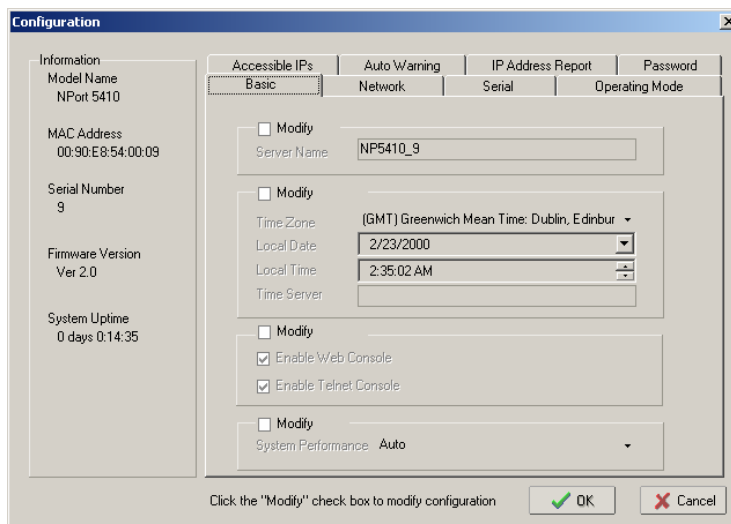 Configuration
Information
Model Name
NPort 5410
MAC Address
00:90:E8:54:00:09
Serial Number
9
Firmware Version
Ver 2.0
System Uptime
0 days 0:14:35
Accessible IPs
Auto Warning
IP Address Report
Password
Basic
Network
Serial
Operating Mode
Modify
Server Name NP5410_9
Modify
Time Zone (GMT) Greenwich Mean Time: Dublin, Edinbur
Local Date 2/23/2000
Local Time 2:35:02 AM
Time Server
Modify
Enable Web Console
Enable Telnet Console
Modify
System Performance Auto
Click the "Modify" check box to modify configuration
OK
Cancel